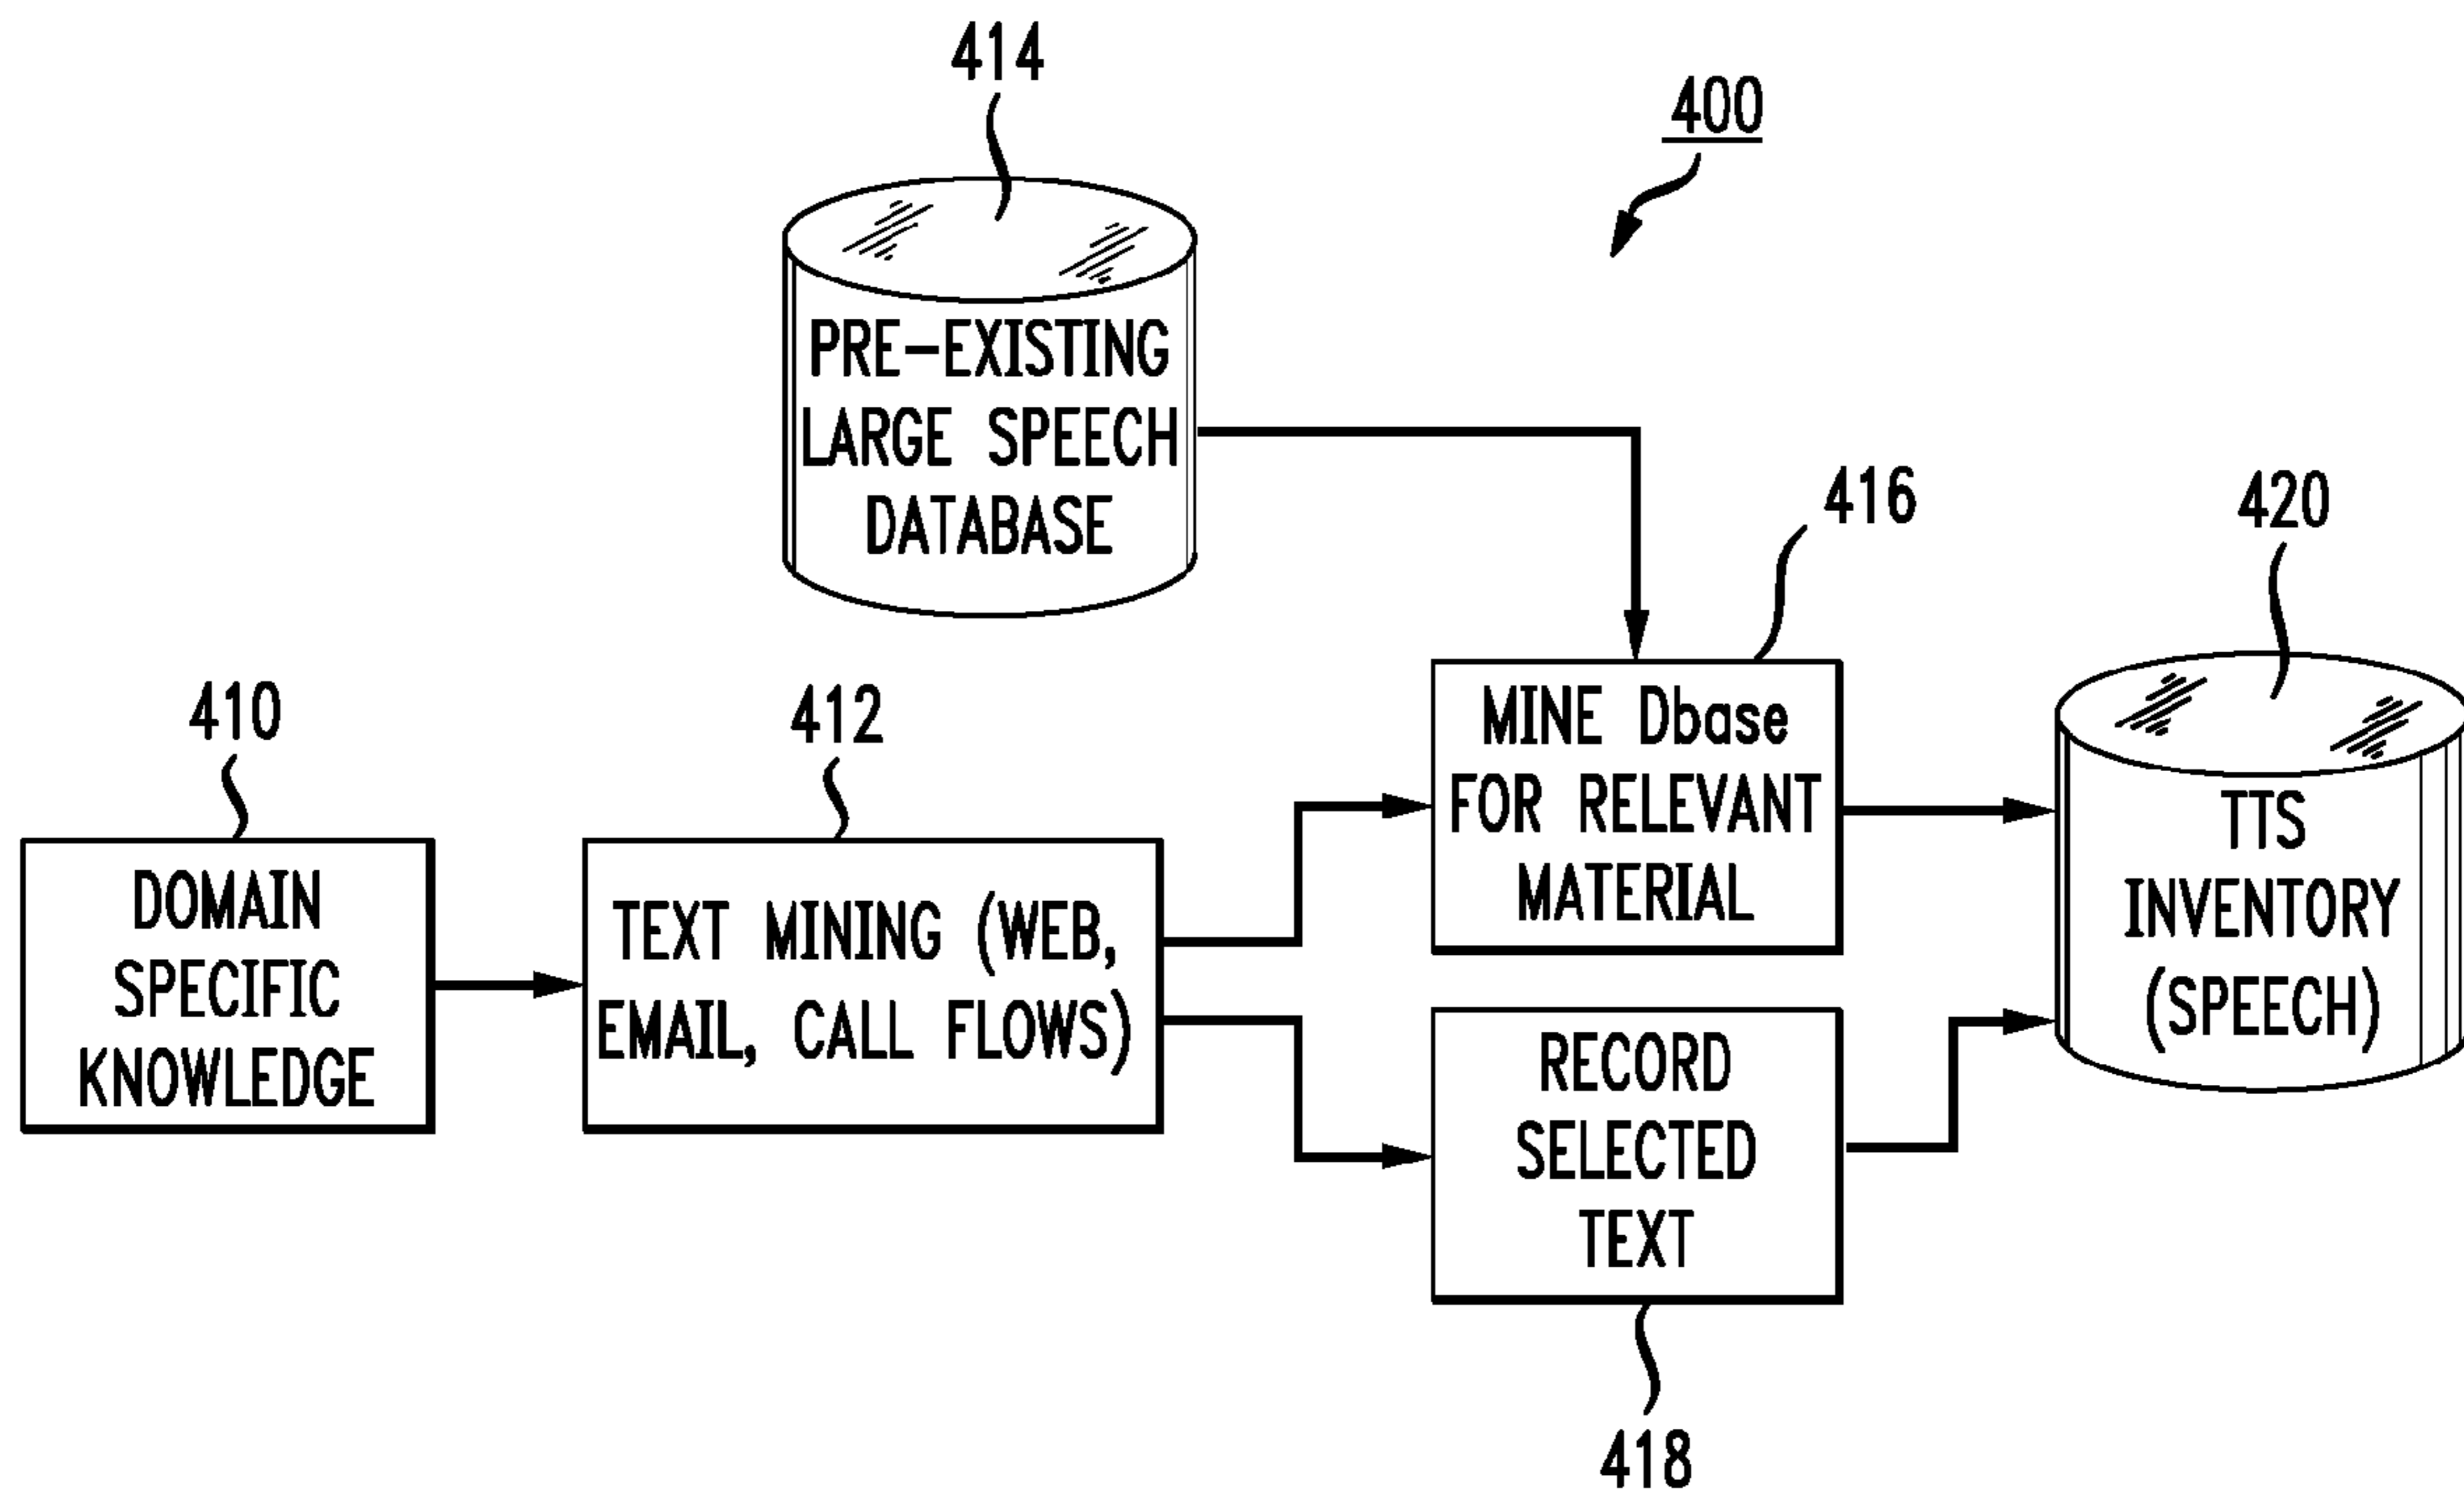 414
400
PRE-EXISTING
LARGE SPEECH
DATABASE
416
420
410
412
MINE Dbase
FOR RELEVANT
MATERIAL
TTS
INVENTORY
(SPEECH)
DOMAIN
SPECIFIC
KNOWLEDGE
TEXT MINING (WEB,
EMAIL, CALL FLOWS)
RECORD
SELECTED
TEXT
418